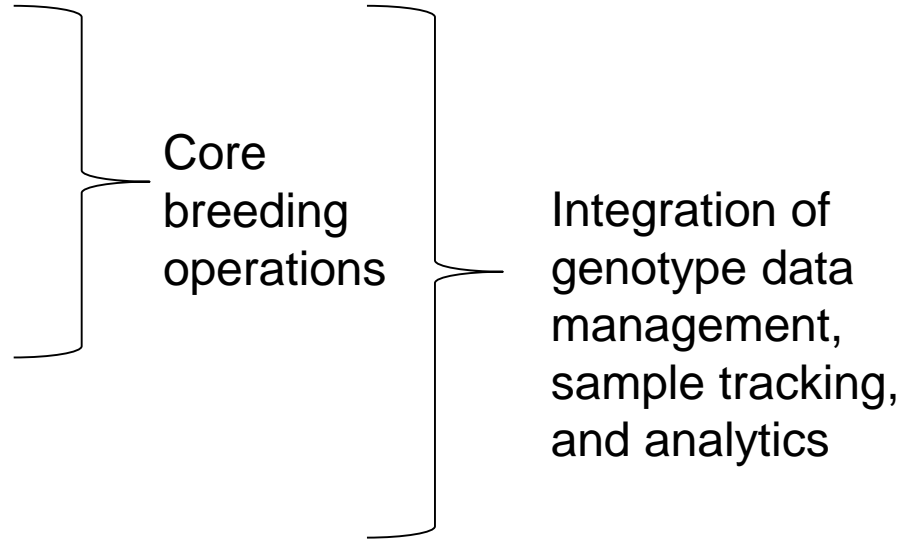 Core
breeding
operations
Integration of
genotype data
management,
sample tracking,
and analytics